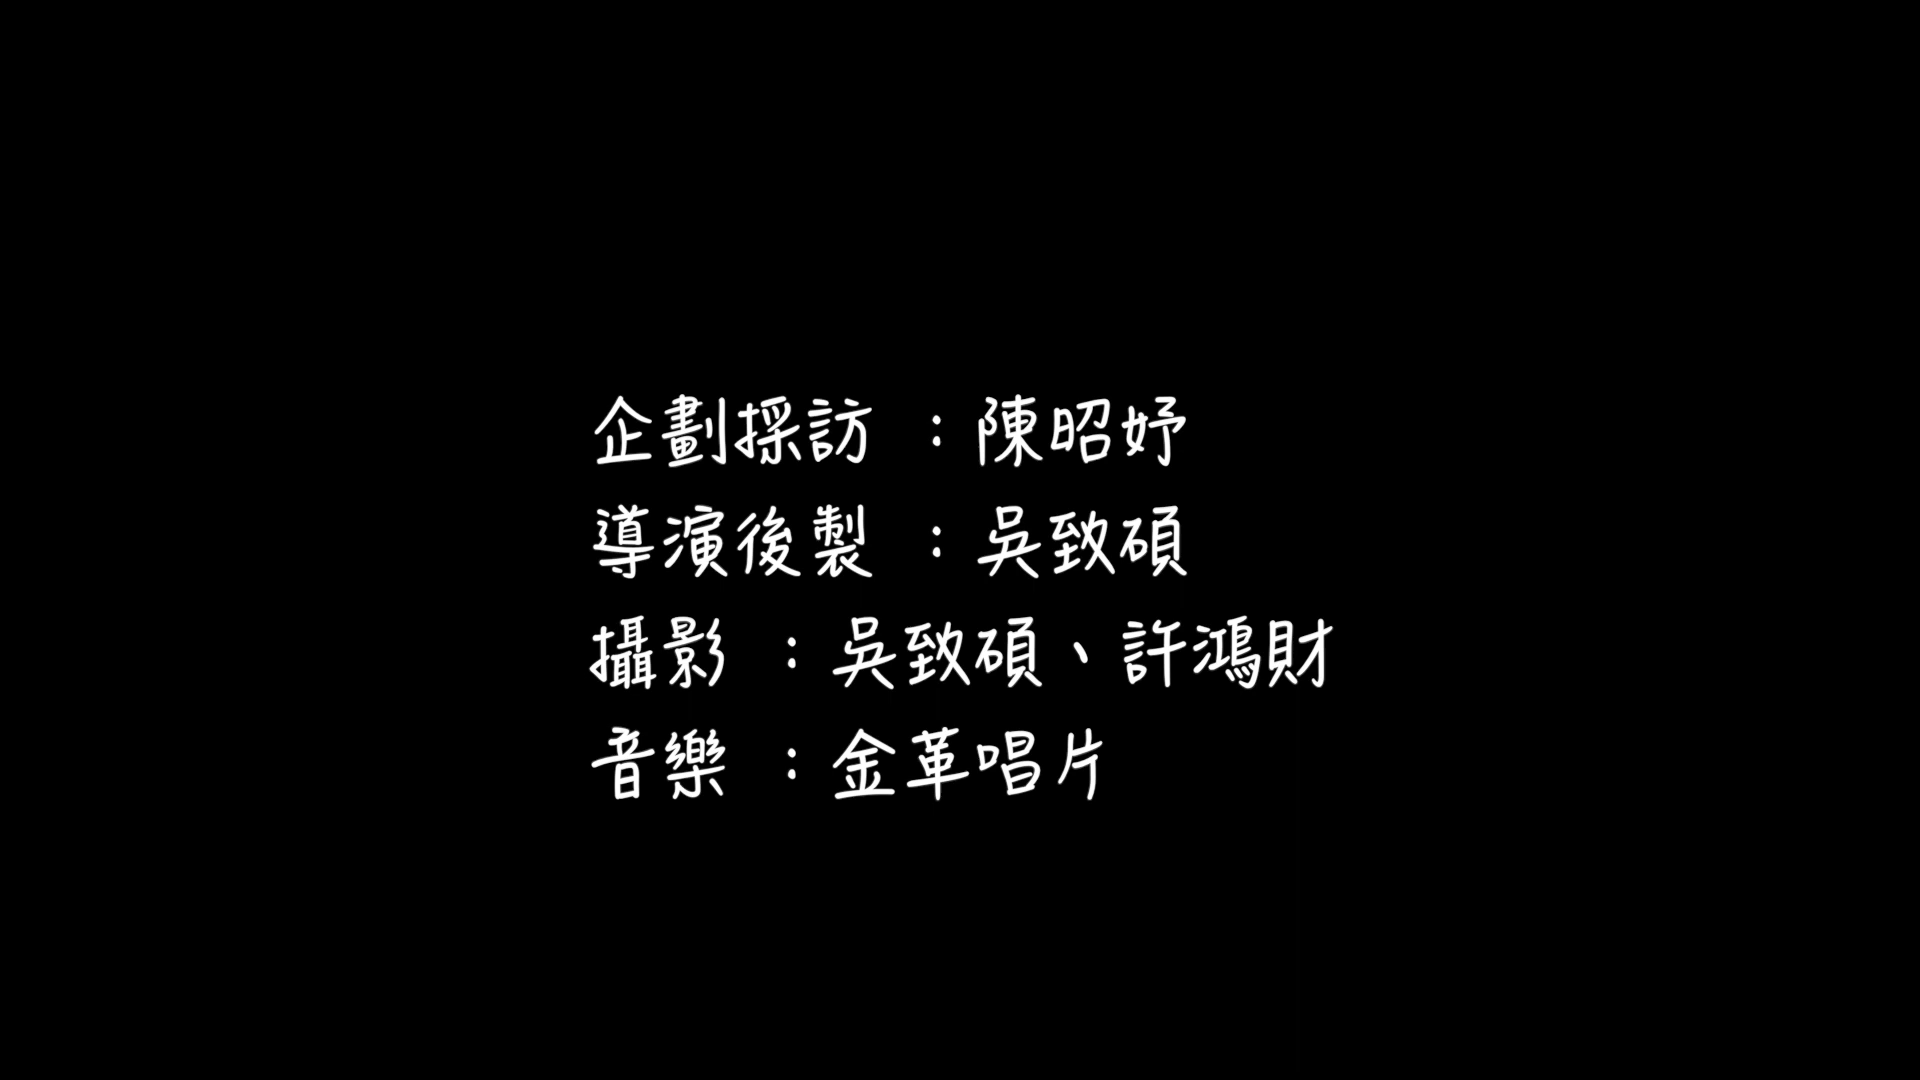 企劃採訪 ：陳昭妤
導演後製 ：吳致碩
攝影 ：吳致碩、許鴻財
音樂 ：金革唱片